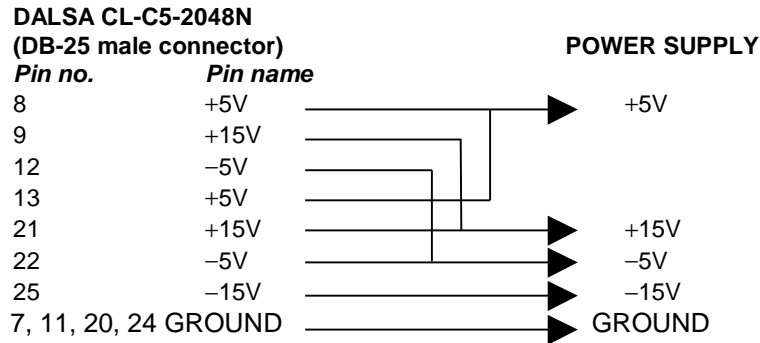 DALSA CL-C5-2048N
(DB-25 male connector) POWER SUPPLY
Pin no. Pin name
8 +5V +5V
9 +15V
12 −5V
13 +5V
21 +15V +15V
22 −5V −5V
25 −15V −15V
7, 11, 20, 24 GROUND GROUND